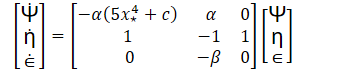 [Ψ̇ η̇ ϵ̇] = [−α(5x⋆⁴ + c) α 0
1 −1 1
0 −β 0] [Ψ η ϵ]